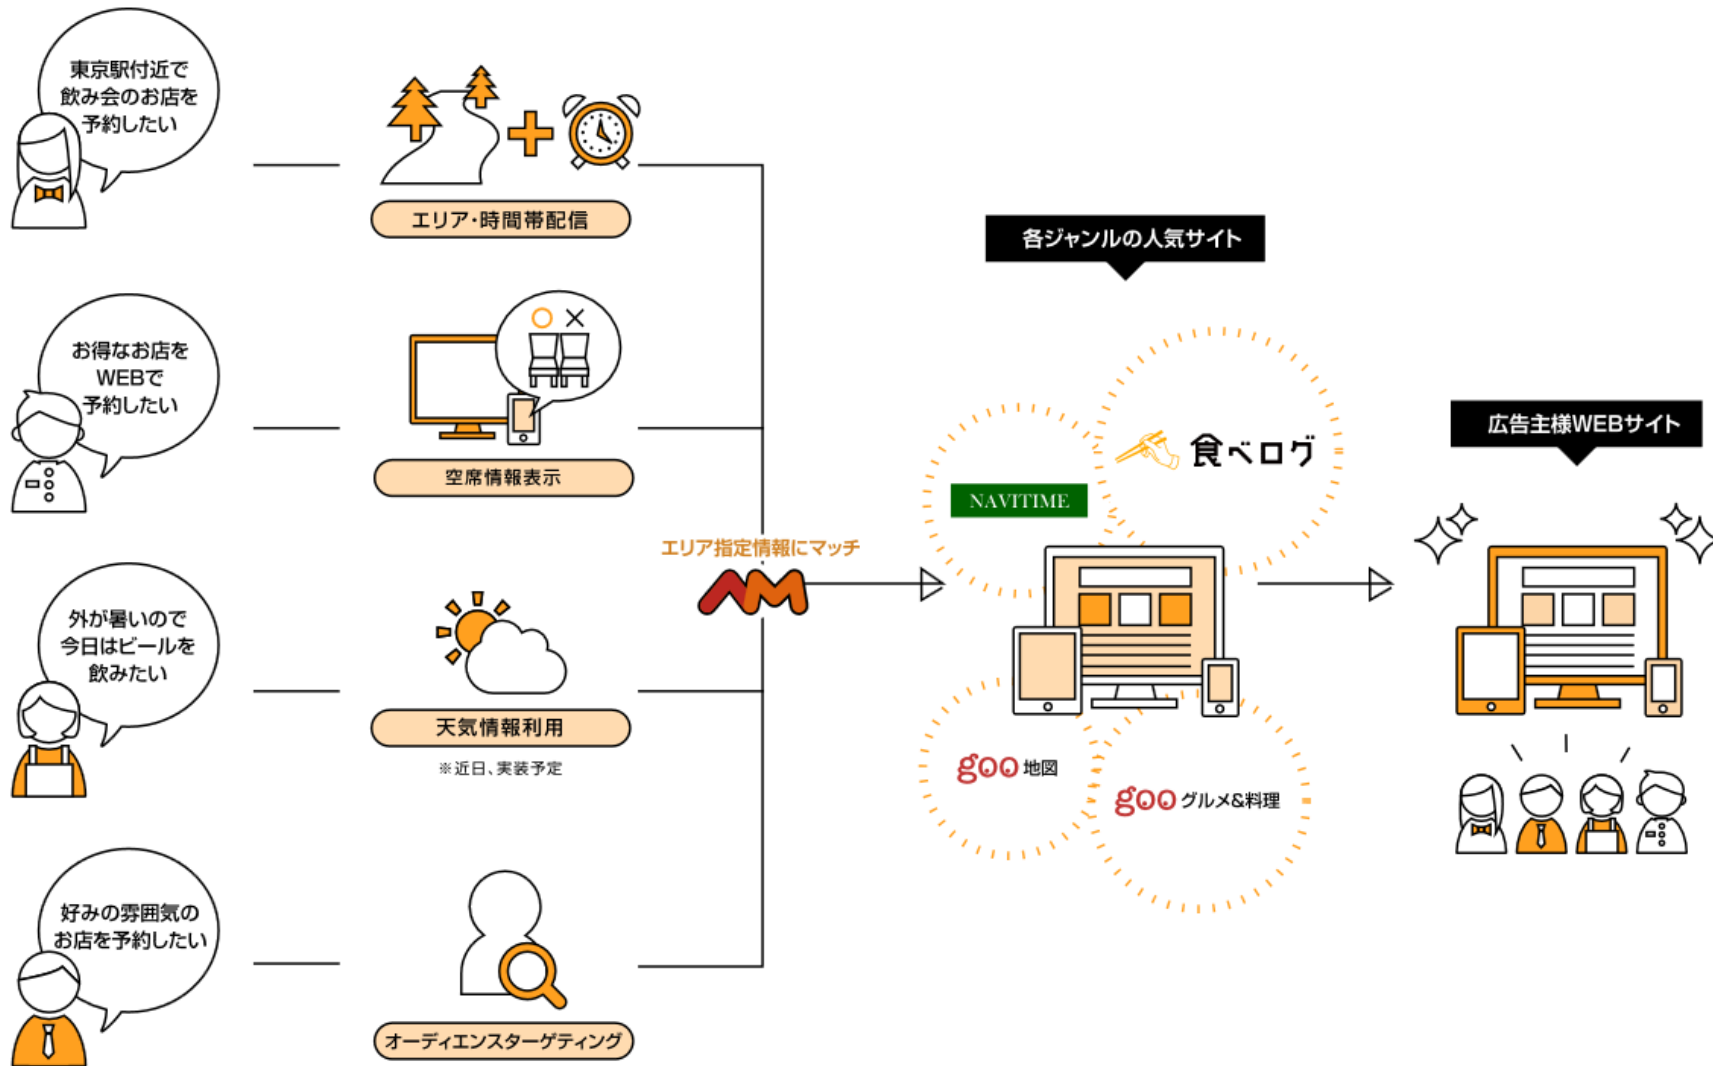 東京駅付近で
飲み会のお店を
予約したい
エリア・時間帯配信
お得なお店を
WEBで
予約したい
空席情報表示
外が暑いので
今日はビールを
飲みたい
天気情報利用
※近日、実装予定
好みの雰囲気の
お店を予約したい
オーディエンスターゲティング
エリア指定情報にマッチ
各ジャンルの人気サイト
食べログ
NAVITIME
goo 地図
goo グルメ&料理
広告主様WEBサイト